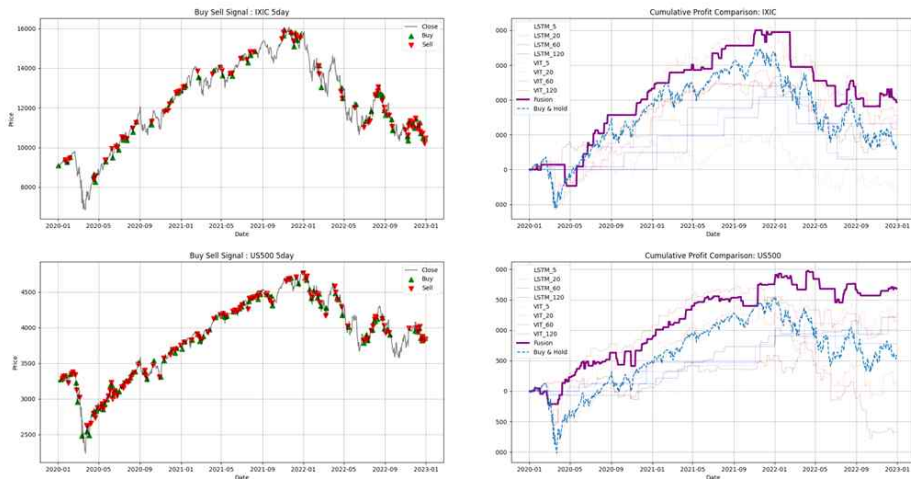 Buy Sell Signal : IXIC 5day
16000
14000
12000
10000
8000
Price
Close
Buy
Sell
2020-01 2020-05 2020-09 2021-01 2021-05 2021-09 2022-01 2022-05 2022-09 2023-01
Date
Cumulative Profit Comparison: IXIC
000
000
000
000
0
000
LSTM_5
LSTM_20
LSTM_60
LSTM_120
VIT_5
VIT_20
VIT_60
VIT_120
Fusion
Buy & Hold
2020-01 2020-05 2020-09 2021-01 2021-05 2021-09 2022-01 2022-05 2022-09 2023-01
Date
Buy Sell Signal : US500 5day
4500
4000
3500
3000
2500
Price
Close
Buy
Sell
2020-01 2020-05 2020-09 2021-01 2021-05 2021-09 2022-01 2022-05 2022-09 2023-01
Date
Cumulative Profit Comparison: US500
000
500
000
500
0
500
000
LSTM_5
LSTM_20
LSTM_60
LSTM_120
VIT_5
VIT_20
VIT_60
VIT_120
Fusion
Buy & Hold
2020-01 2020-05 2020-09 2021-01 2021-05 2021-09 2022-01 2022-05 2022-09 2023-01
Date